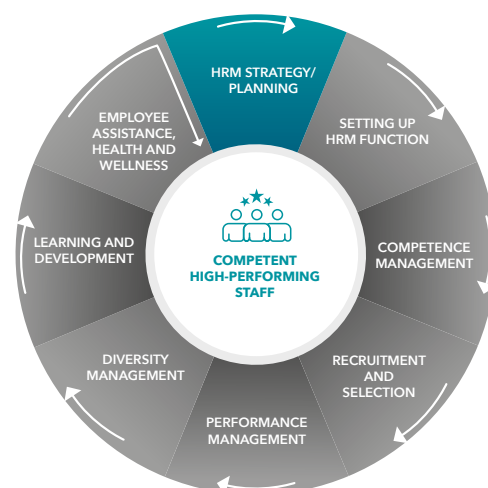 HRM STRATEGY/
PLANNING
SETTING UP
HRM FUNCTION
COMPETENCE
MANAGEMENT
RECRUITMENT
AND
SELECTION
PERFORMANCE
MANAGEMENT
DIVERSITY
MANAGEMENT
LEARNING AND
DEVELOPMENT
EMPLOYEE
ASSISTANCE,
HEALTH AND
WELLNESS
COMPETENT
HIGH-PERFORMING
STAFF